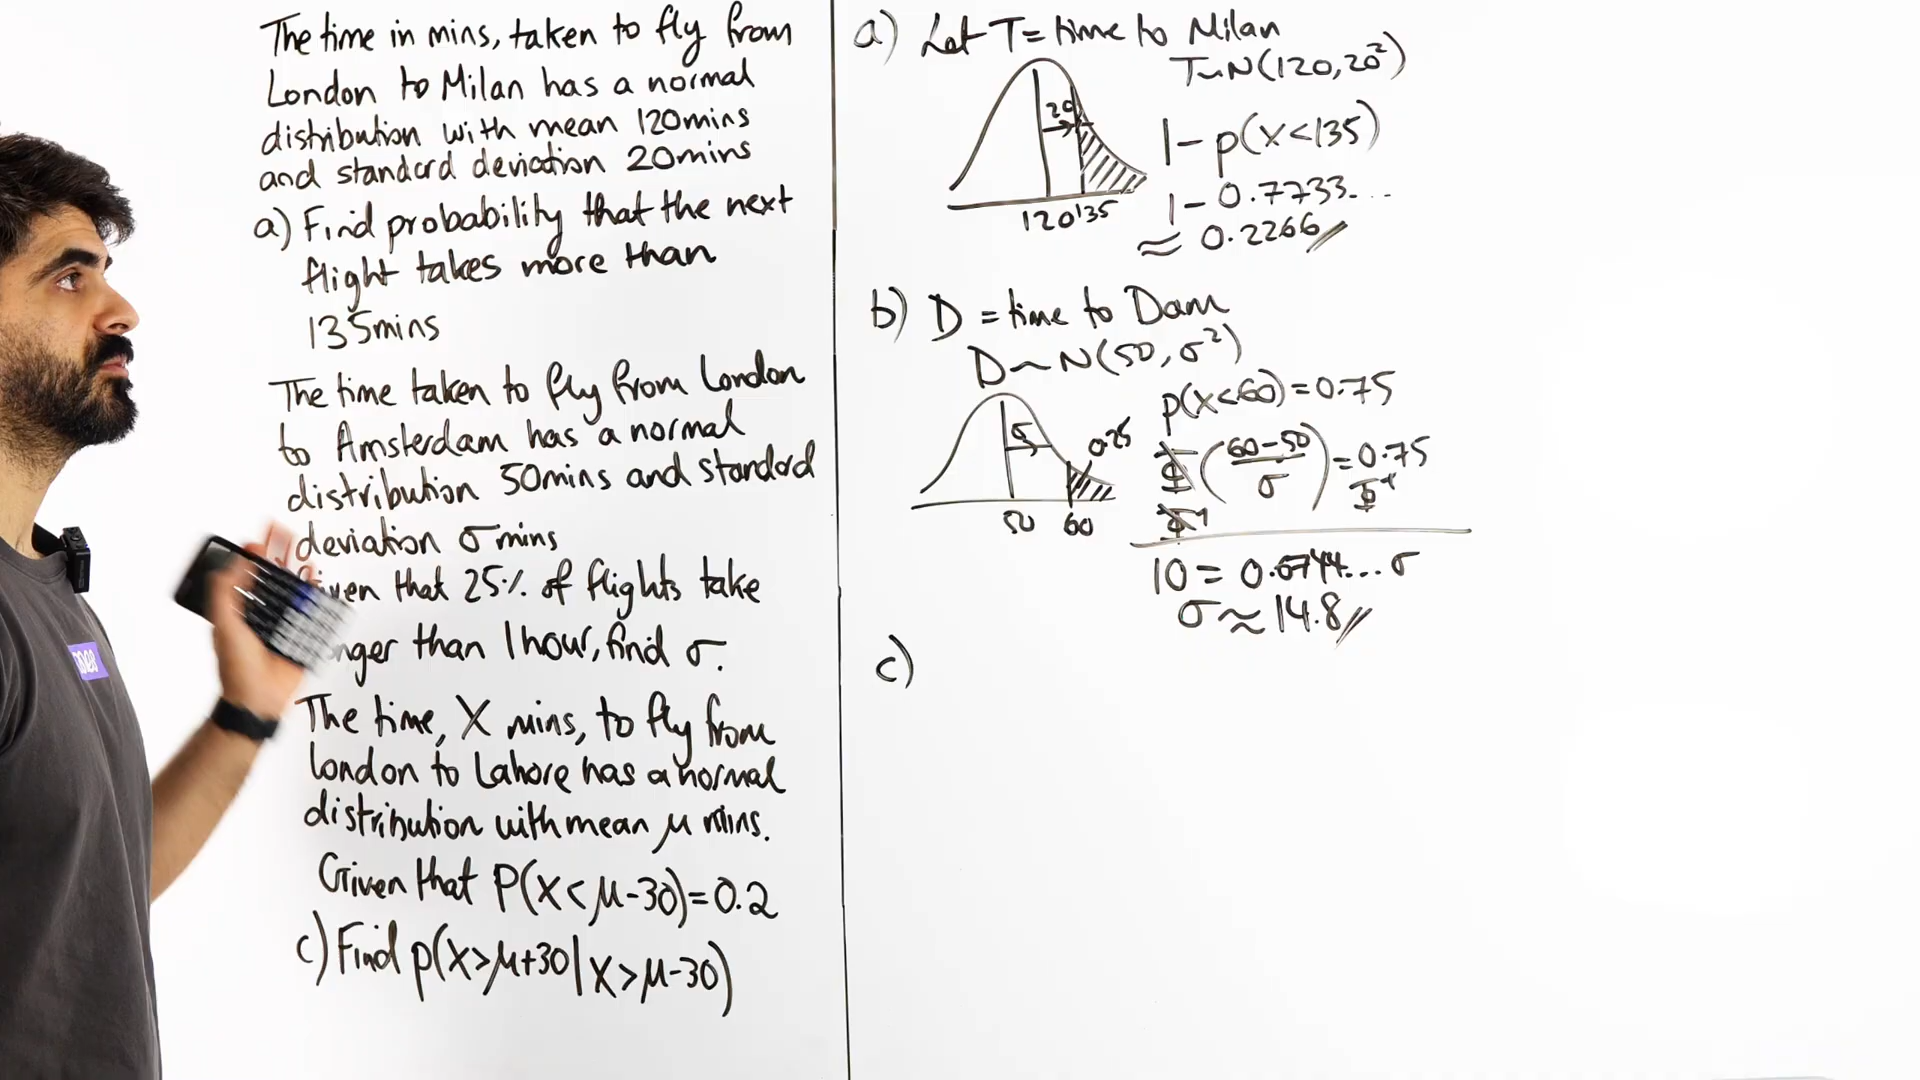 The time in mins, taken to fly from
London to Milan has a normal
distribution with mean 120mins
and standard deviation 20mins
a) Find probability that the next
flight takes more than
135mins
The time taken to fly from London
to Amsterdam has a normal
distribution 50mins and standard
deviation σ mins
that 25% of flights take
than 1 hour, find σ.
The time, X mins, to fly from
London to Lahore has a normal
distribution with mean μ mins.
Given that P(X<μ-30)=0.2
c) Find p(X>μ+30|X>μ-30)
a) Let T = time to Milan
T~N(120,20²)
20
120 135
1-p(X<135)
1-0.7733...
≈ 0.2266
b) D = time to Dam
D~N(50,σ²)
σ
0.25
50 60
p(X<60)=0.75
Φ(60-50/σ)=0.75
Φ⁻¹ Φ⁻¹
10 = 0.6744...σ
σ≈14.8
c)